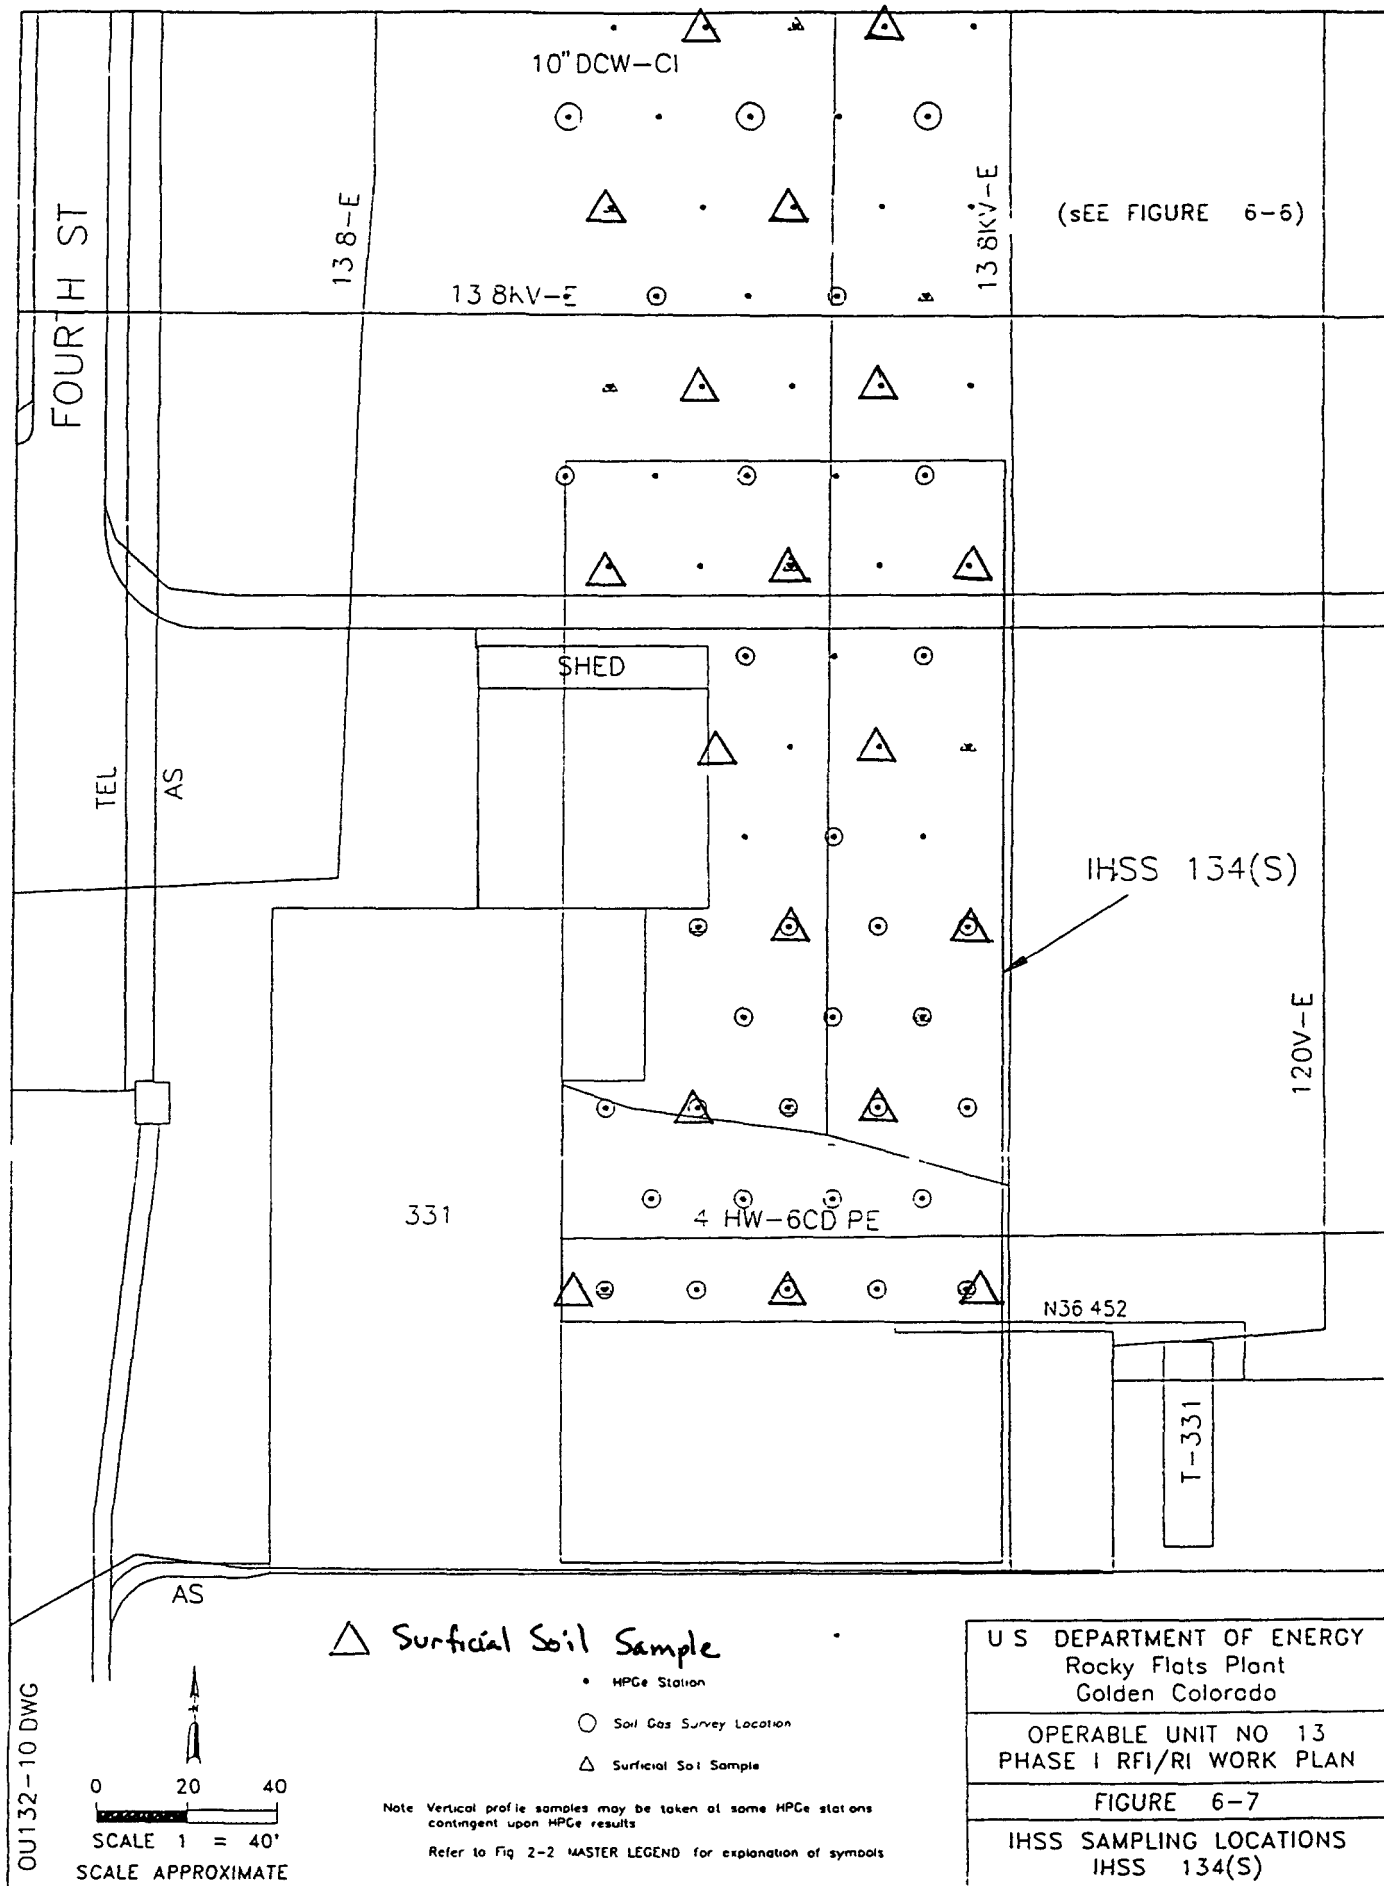 10" DCW-CI
FOURTH ST
13 8-E
13 8KV-E
13 8KV-E
(sEE FIGURE 6-6)
SHED
TEL
AS
IHSS 134(S)
120V-E
331
4 HW-6CD PE
N36 452
T-331
AS
Surficial Soil Sample
HPGe Station
Soil Gas Survey Location
Surficial Soil Sample
OU132-10 DWG
0 20 40
SCALE 1 = 40'
SCALE APPROXIMATE
Note Vertical profile samples may be taken at some HPGe stations
contingent upon HPGe results
Refer to Fig 2-2 MASTER LEGEND for explanation of symbols
U S DEPARTMENT OF ENERGY
Rocky Flats Plant
Golden Colorado
OPERABLE UNIT NO 13
PHASE I RFI/RI WORK PLAN
FIGURE 6-7
IHSS SAMPLING LOCATIONS
IHSS 134(S)